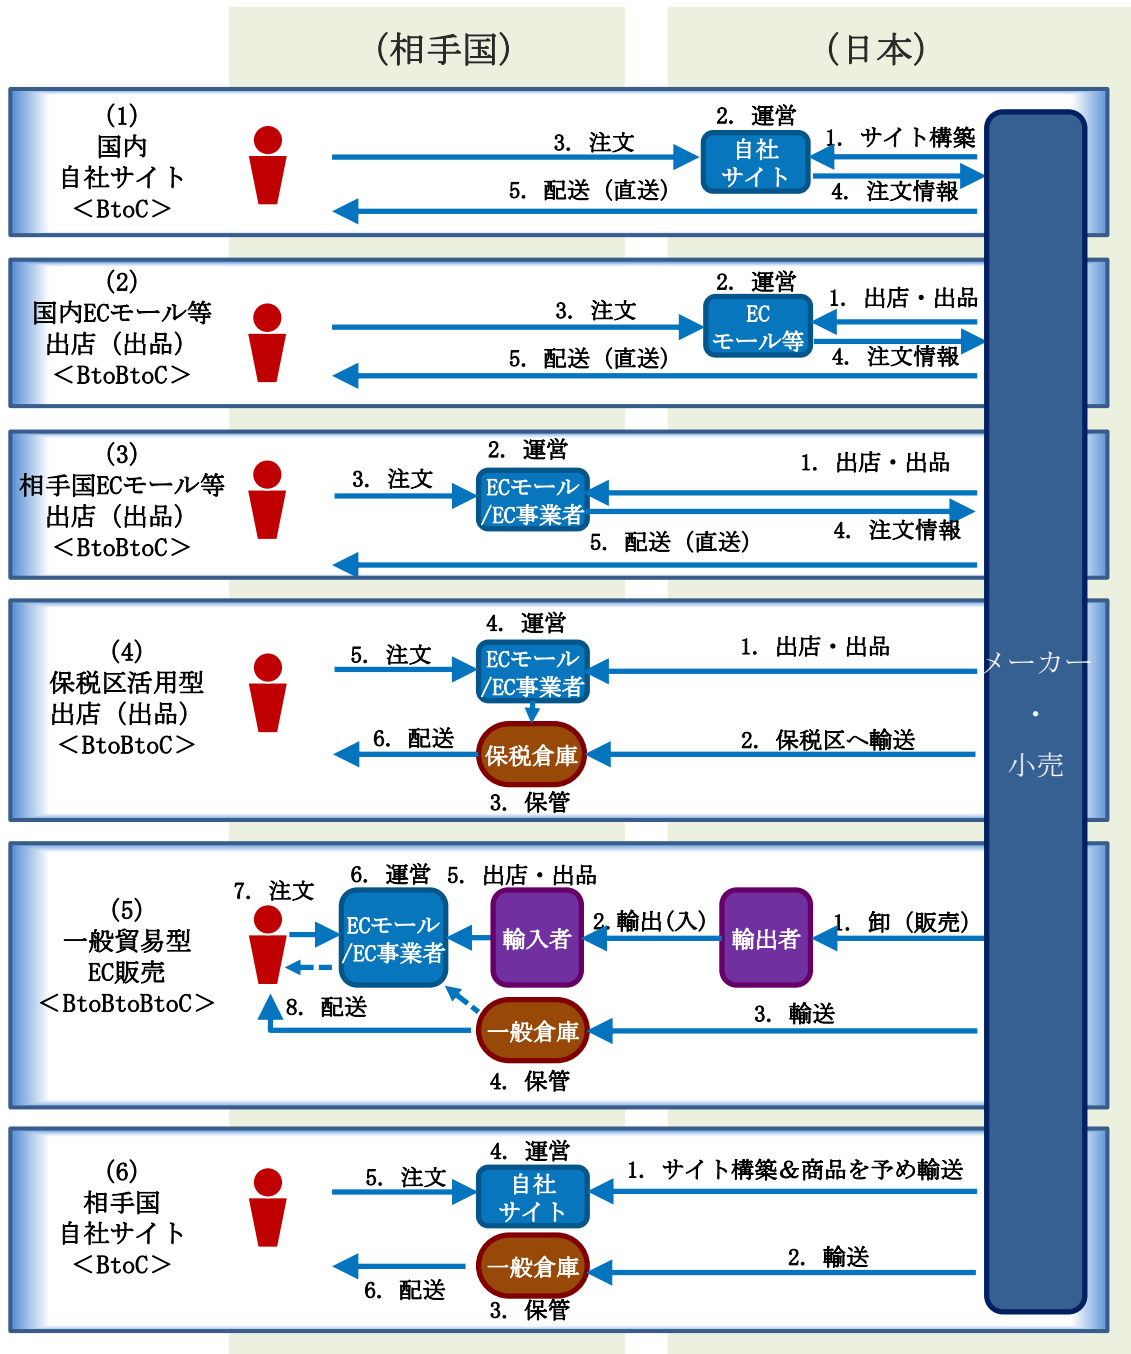 (相手国)
(日本)
(1)
国内
自社サイト
＜BtoC＞
3. 注文
2. 運営
自社
サイト
1. サイト構築
4. 注文情報
5. 配送（直送）
(2)
国内ECモール等
出店（出品）
＜BtoBtoC＞
3. 注文
2. 運営
EC
モール等
1. 出店・出品
4. 注文情報
5. 配送（直送）
(3)
相手国ECモール等
出店（出品）
＜BtoBtoC＞
3. 注文
2. 運営
ECモール
/EC事業者
1. 出店・出品
4. 注文情報
5. 配送（直送）
(4)
保税区活用型
出店（出品）
＜BtoBtoC＞
5. 注文
4. 運営
ECモール
/EC事業者
1. 出店・出品
6. 配送
保税倉庫
3. 保管
2. 保税区へ輸送
メーカー
・
小売
(5)
一般貿易型
EC販売
＜BtoBtoBtoC＞
7. 注文
6. 運営
ECモール
/EC事業者
5. 出店・出品
輸入者
2.輸出(入)
輸出者
1. 卸（販売）
8. 配送
一般倉庫
4. 保管
3. 輸送
(6)
相手国
自社サイト
＜BtoC＞
5. 注文
4. 運営
自社
サイト
1. サイト構築＆商品を予め輸送
6. 配送
一般倉庫
3. 保管
2. 輸送